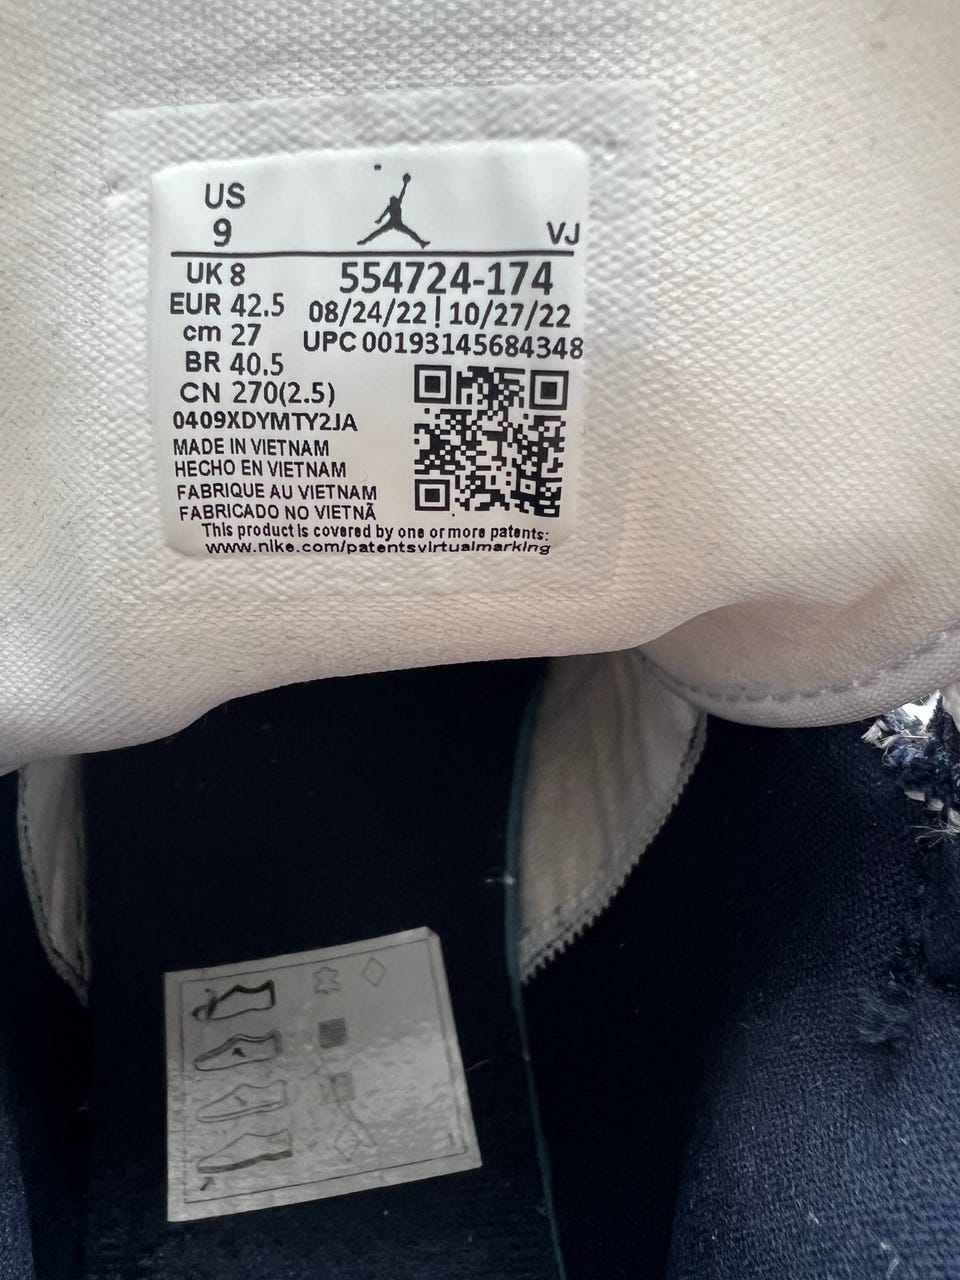 US
9
VJ
UK 8
EUR 42.5
cm 27
BR 40.5
CN 270(2.5)
554724-174
08/24/22 | 10/27/22
UPC 00193145684348
0409XDYMTY2JA
MADE IN VIETNAM
HECHO EN VIETNAM
FABRIQUE AU VIETNAM
FABRICADO NO VIETNÃ
This product is covered by one or more patents:
www.nike.com/patentsvirtualmarking